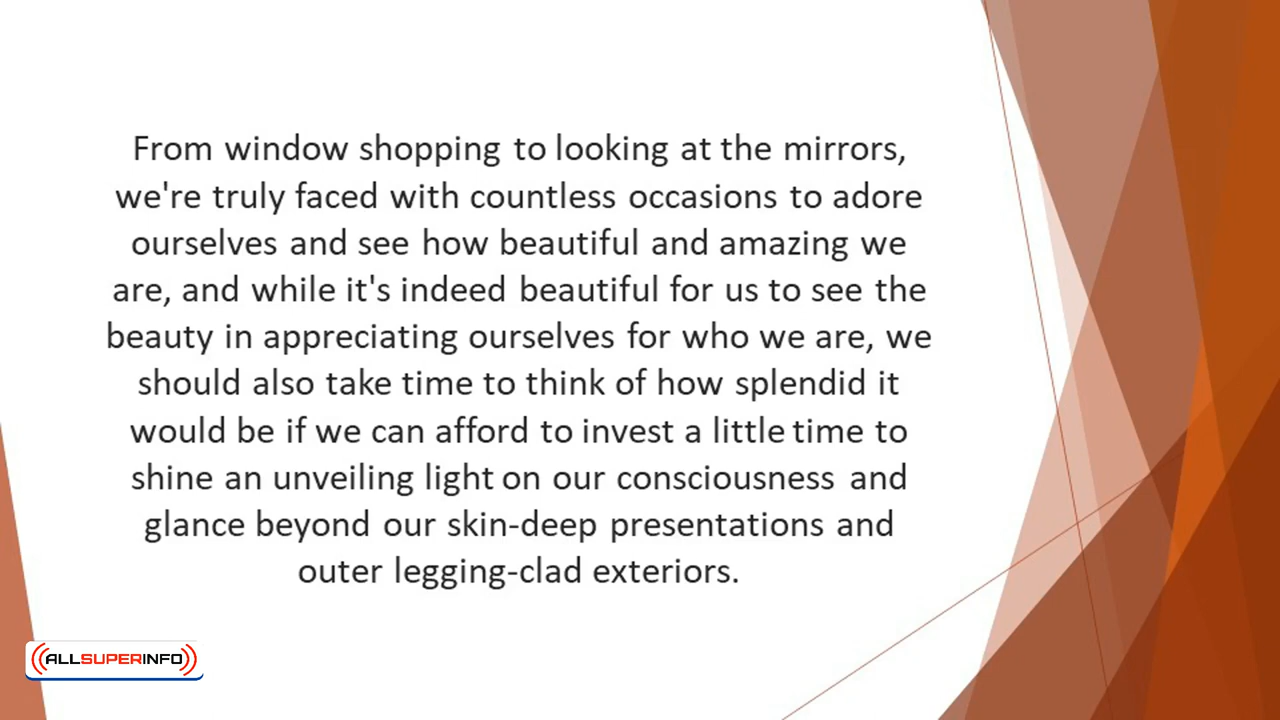 From window shopping to looking at the mirrors,
we're truly faced with countless occasions to adore
ourselves and see how beautiful and amazing we
are, and while it's indeed beautiful for us to see the
beauty in appreciating ourselves for who we are, we
should also take time to think of how splendid it
would be if we can afford to invest a little time to
shine an unveiling light on our consciousness and
glance beyond our skin-deep presentations and
outer legging-clad exteriors.
ALLSUPERINFO